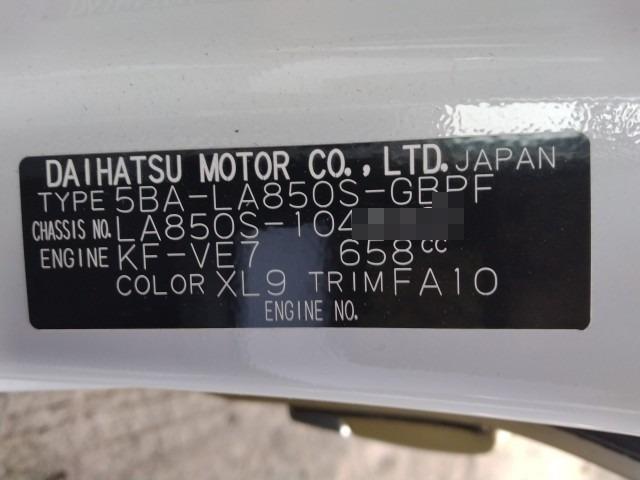 DAIHATSU MOTOR CO., LTD. JAPAN
TYPE 5BA-LA850S-GBPF
CHASSIS NO. LA850S-104
ENGINE KF-VE7 658cc
COLOR XL9 TRIM FA10
ENGINE NO.